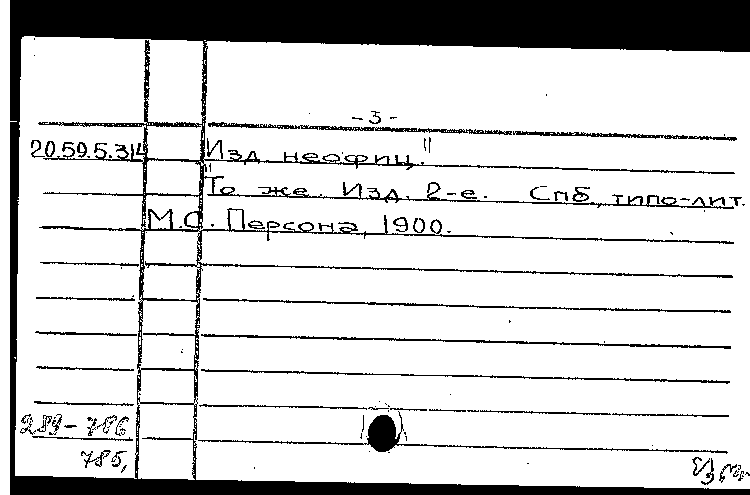 - 3 -
20.59.5.314 Изд. неофиц."
"То же. Изд. 2-е. Спб, типо-лит.
М.С. Персона, 1900.
289-786
785,